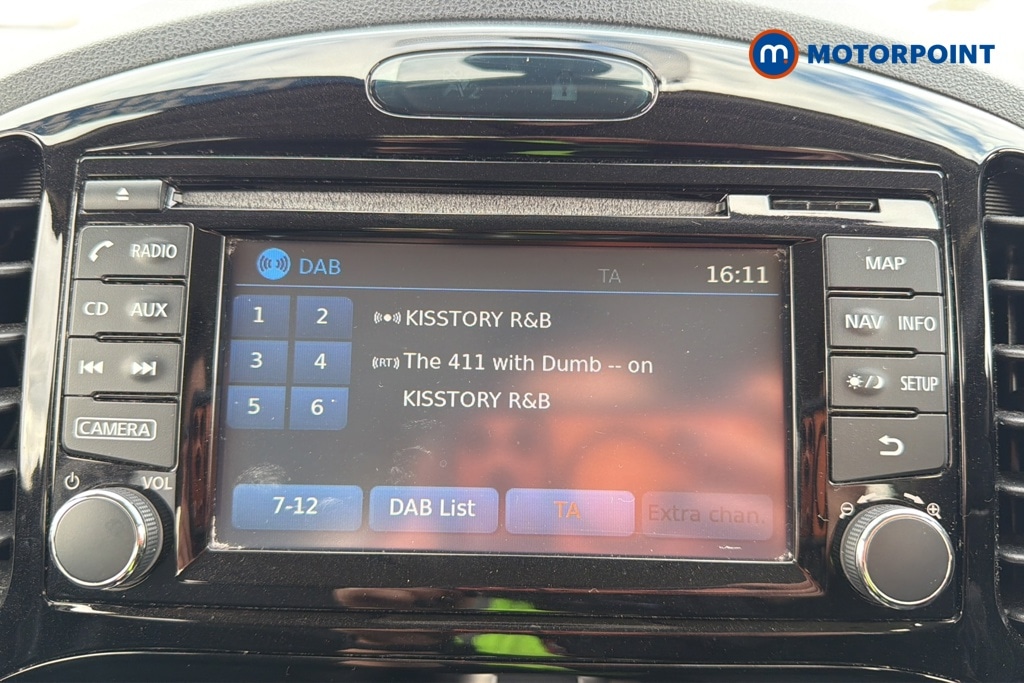 m MOTORPOINT
RADIO
CD AUX
CAMERA
VOL
DAB
TA
16:11
1 2
3 4
5 6
KISSTORY R&B
((RT)) The 411 with Dumb -- on
KISSTORY R&B
7-12
DAB List
TA
Extra chan.
MAP
NAV INFO
SETUP